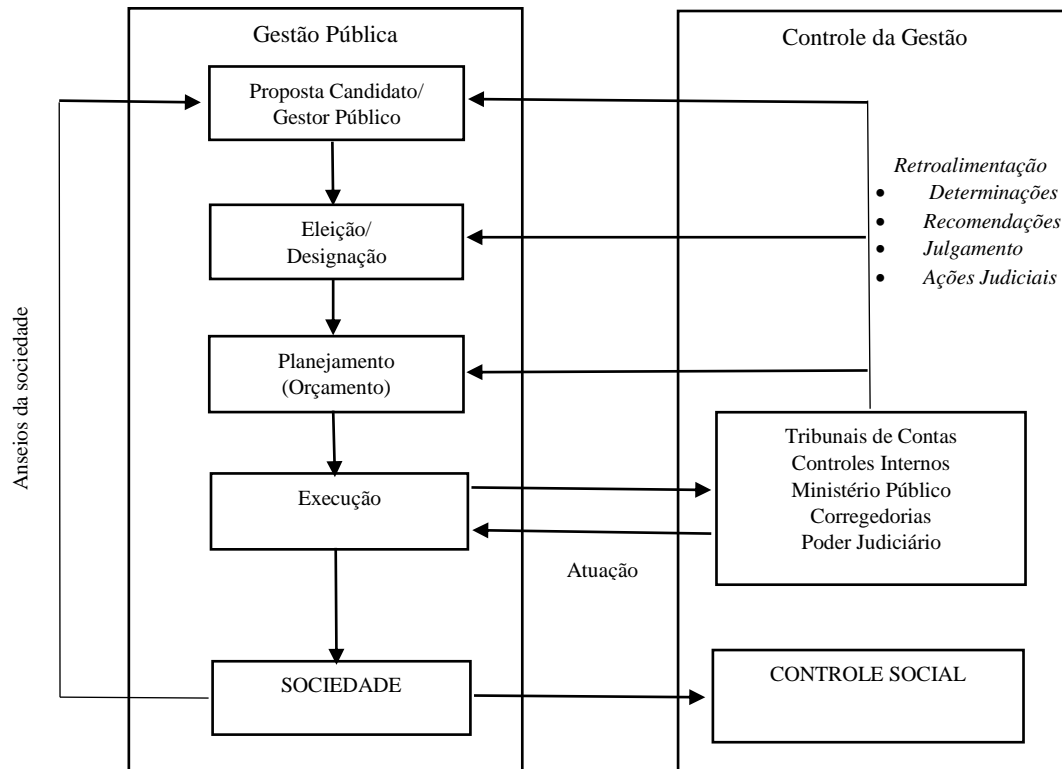 Gestão Pública
Controle da Gestão
Proposta Candidato/
Gestor Público
Retroalimentação
• Determinações
• Recomendações
• Julgamento
• Ações Judiciais
Eleição/
Designação
Anseios da sociedade
Planejamento
(Orçamento)
Execução
Tribunais de Contas
Controles Internos
Ministério Público
Corregedorias
Poder Judiciário
Atuação
SOCIEDADE
CONTROLE SOCIAL